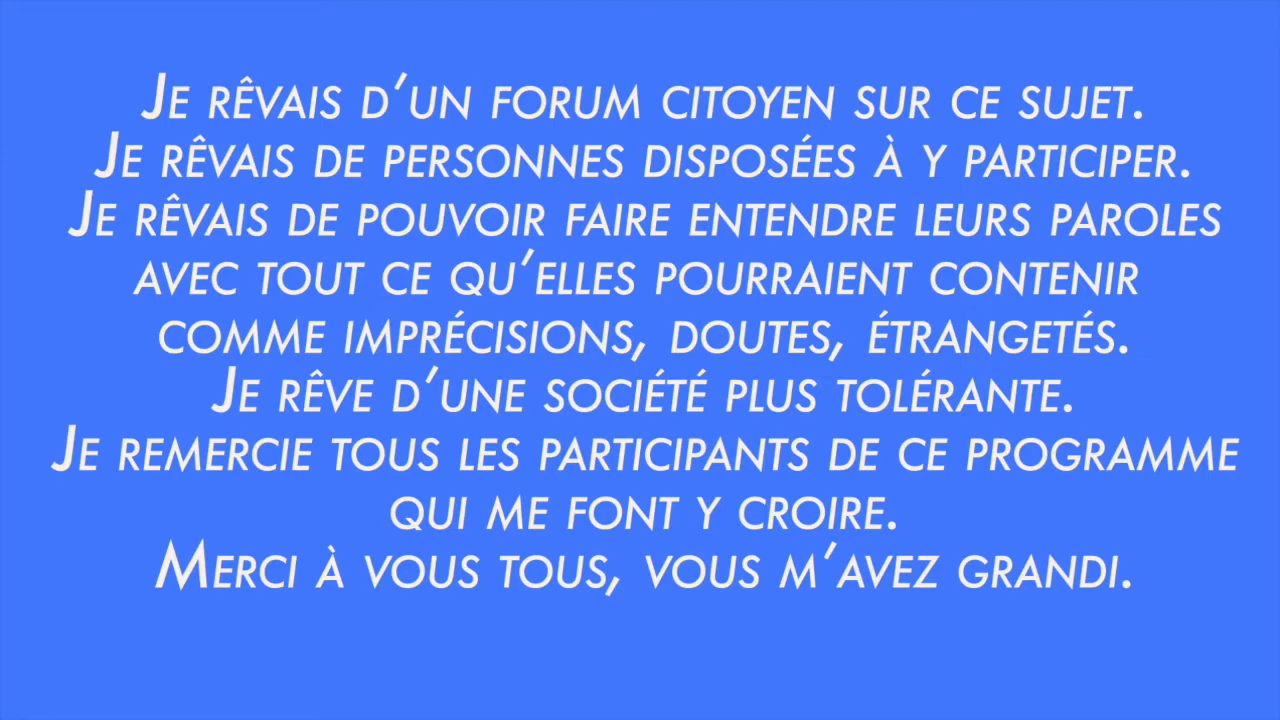 Je rêvais d'un forum citoyen sur ce sujet.
Je rêvais de personnes disposées à y participer.
Je rêvais de pouvoir faire entendre leurs paroles
avec tout ce qu'elles pourraient contenir
comme imprécisions, doutes, étrangetés.
Je rêve d'une société plus tolérante.
Je remercie tous les participants de ce programme
qui me font y croire.
Merci à vous tous, vous m'avez grandi.